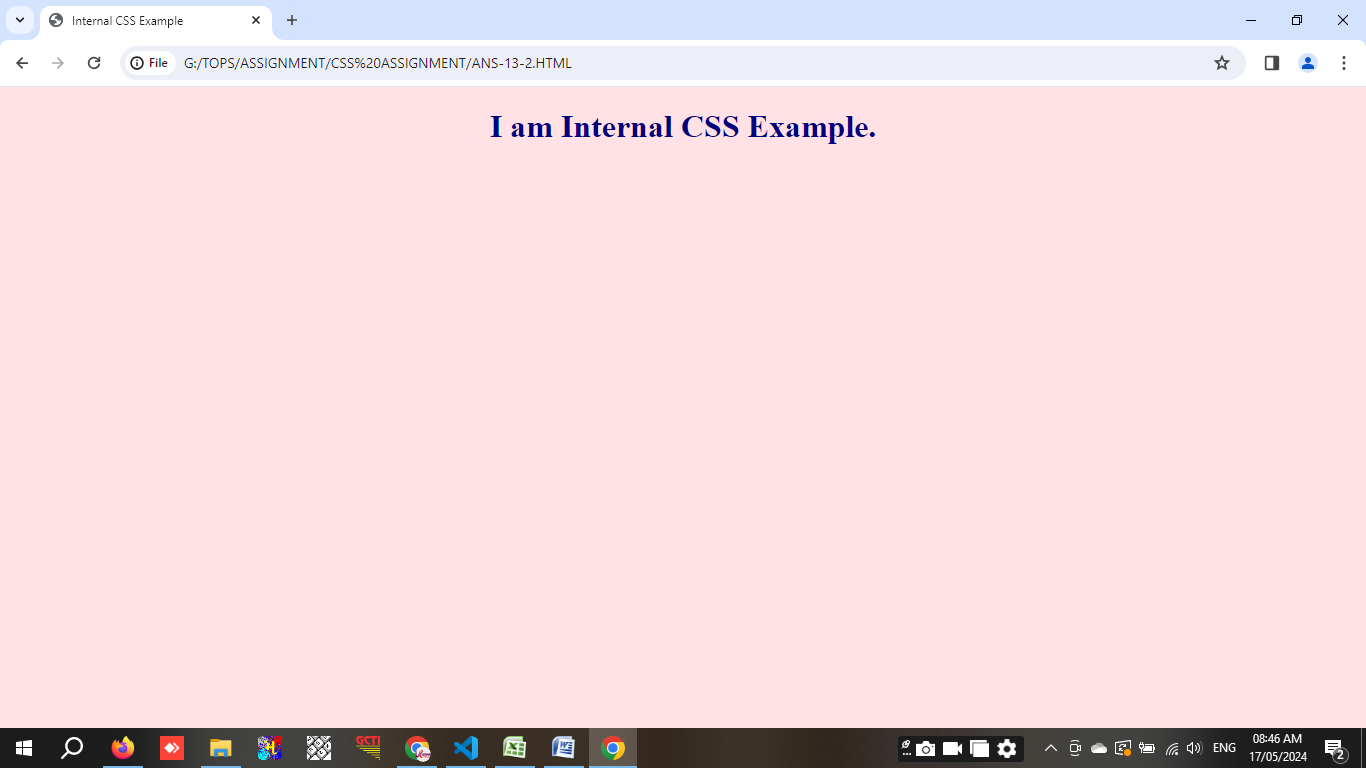 Internal CSS Example
File G:/TOPS/ASSIGNMENT/CSS%20ASSIGNMENT/ANS-13-2.HTML
I am Internal CSS Example.
GCTI
ENG
08:46 AM
17/05/2024
2